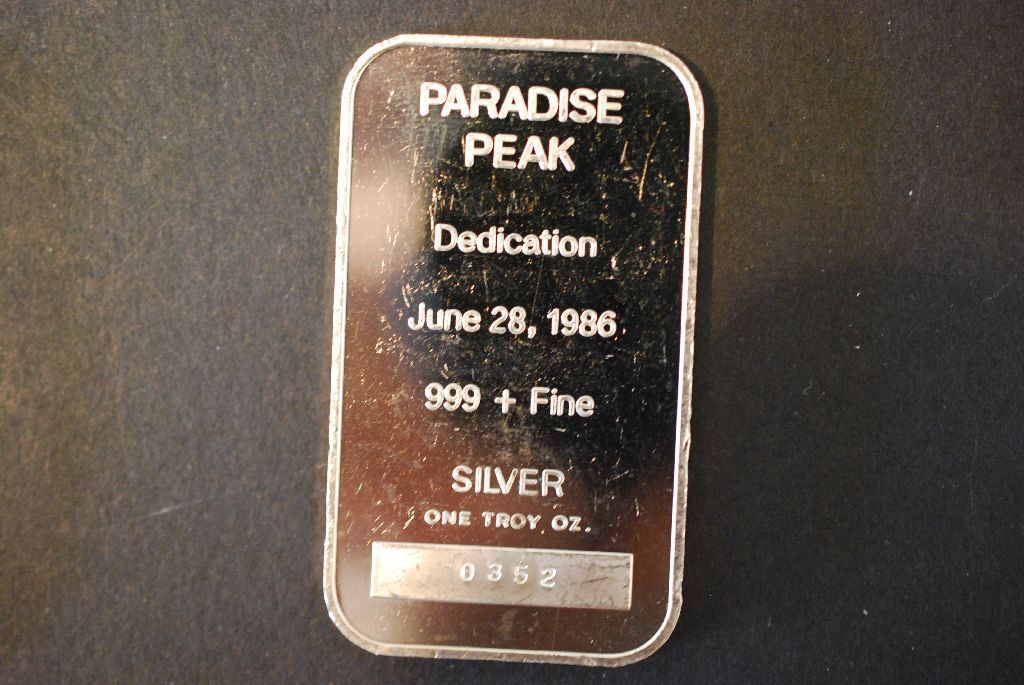 PARADISE
PEAK
Dedication
June 28, 1986
999 + Fine
SILVER
ONE TROY OZ.
0352